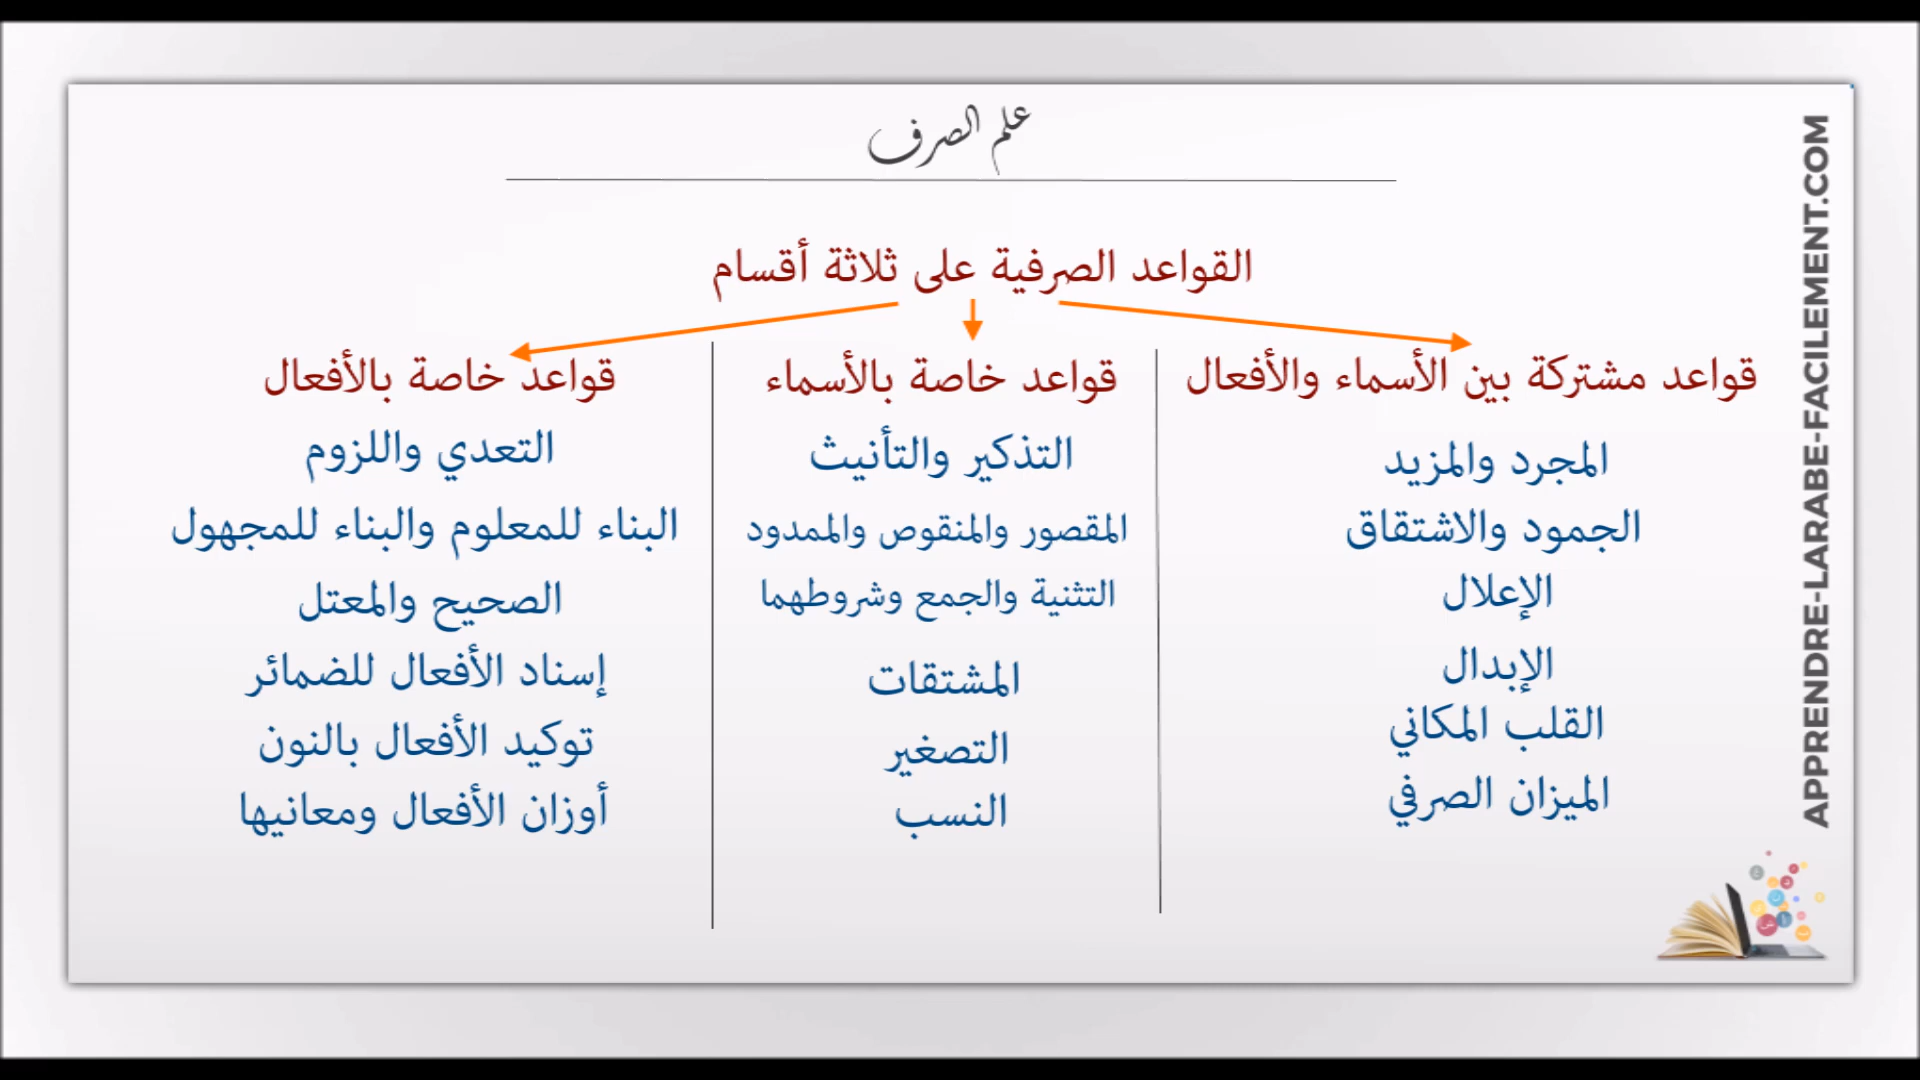 علم الصرف
القواعد الصرفية على ثلاثة أقسام
قواعد مشتركة بين الأسماء والأفعال
المجرد والمزيد
الجمود والاشتقاق
الإعلال
الإبدال
القلب المكاني
الميزان الصرفي
قواعد خاصة بالأسماء
التذكير والتأنيث
المقصور والمنقوص والممدود
التثنية والجمع وشروطهما
المشتقات
التصغير
النسب
قواعد خاصة بالأفعال
التعدي واللزوم
البناء للمعلوم والبناء للمجهول
الصحيح والمعتل
إسناد الأفعال للضمائر
توكيد الأفعال بالنون
أوزان الأفعال ومعانيها
APPRENDRE-LARABE-FACILEMENT.COM